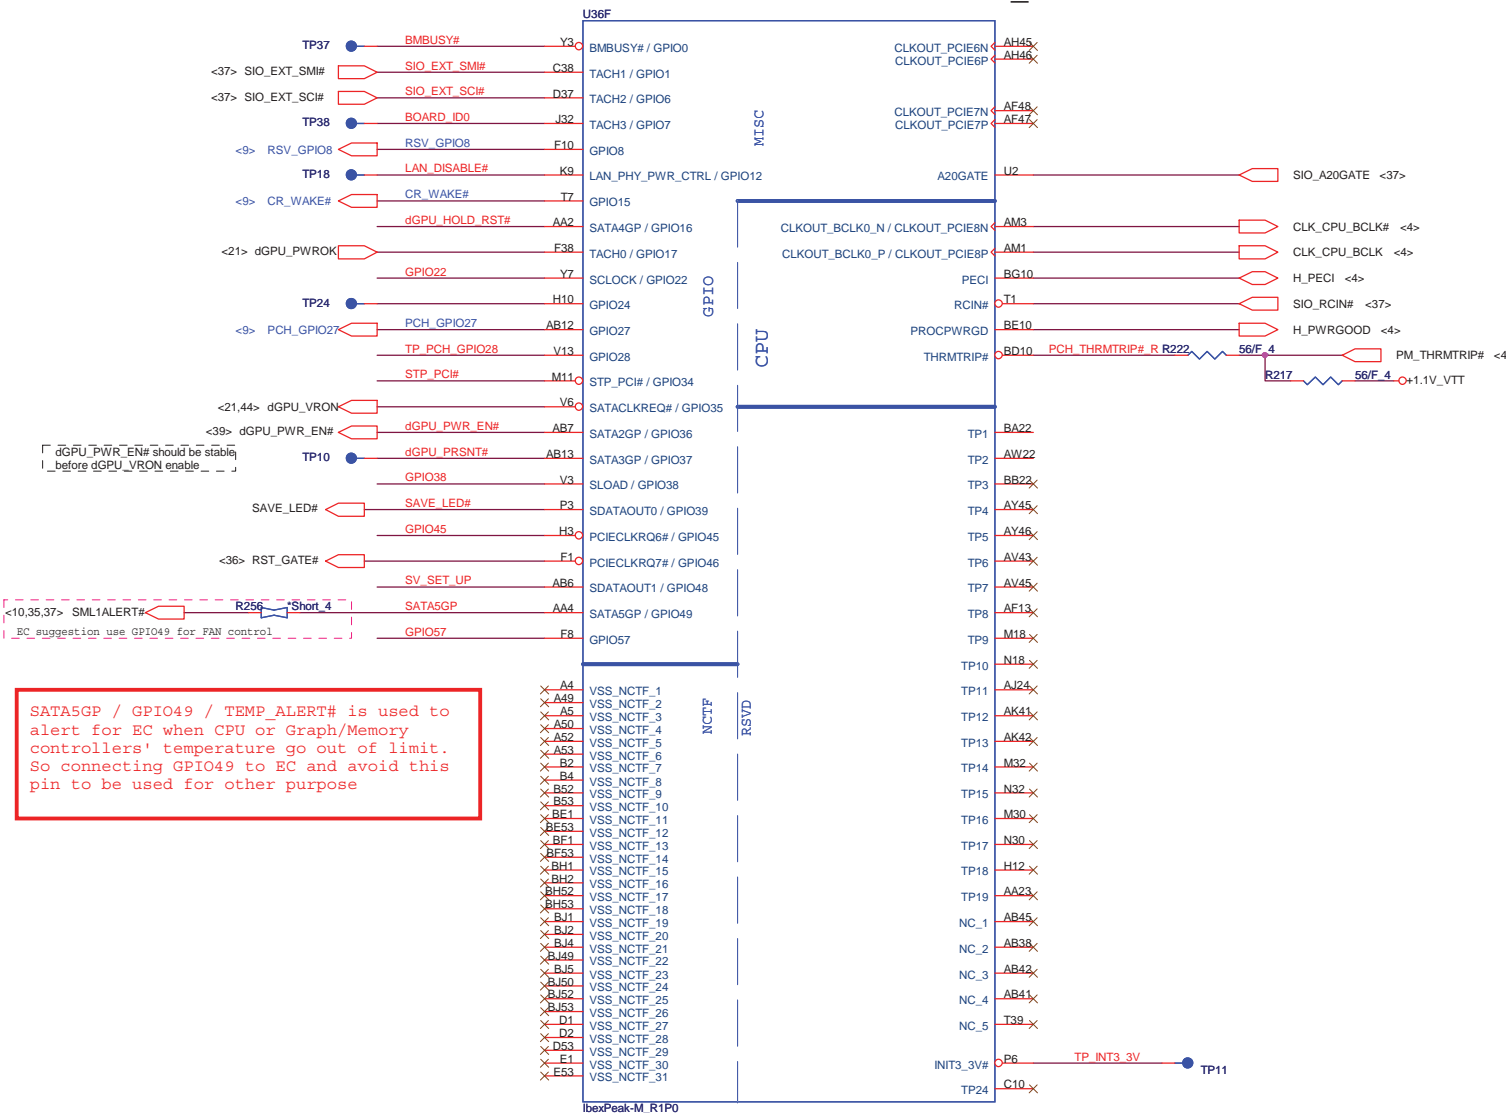 U36F
TP37 BMBUSY# Y3 BMBUSY# / GPIO0
<37> SIO_EXT_SMI# SIO_EXT_SMI# C38 TACH1 / GPIO1
<37> SIO_EXT_SCI# SIO_EXT_SCI# D37 TACH2 / GPIO6
TP38 BOARD_ID0 J32 TACH3 / GPIO7
<9> RSV_GPIO8 RSV_GPIO8 F10 GPIO8
TP18 LAN_DISABLE# K9 LAN_PHY_PWR_CTRL / GPIO12
<9> CR_WAKE# CR_WAKE# T7 GPIO15
dGPU_HOLD_RST# AA2 SATA4GP / GPIO16
<21> dGPU_PWROK F38 TACH0 / GPIO17
GPIO22 Y7 SCLOCK / GPIO22
TP24 H10 GPIO24
<9> PCH_GPIO27 PCH_GPIO27 AB12 GPIO27
TP_PCH_GPIO28 V13 GPIO28
STP_PCI# M11 STP_PCI# / GPIO34
<21,44> dGPU_VRON V6 SATACLKREQ# / GPIO35
<39> dGPU_PWR_EN# dGPU_PWR_EN# AB7 SATA2GP / GPIO36
dGPU_PWR_EN# should be stable
before dGPU_VRON enable
TP10 dGPU_PRSNT# AB13 SATA3GP / GPIO37
GPIO38 V3 SLOAD / GPIO38
SAVE_LED# SAVE_LED# P3 SDATAOUT0 / GPIO39
GPIO45 H3 PCIECLKRQ6# / GPIO45
<36> RST_GATE# F1 PCIECLKRQ7# / GPIO46
SV_SET_UP AB6 SDATAOUT1 / GPIO48
<10,35,37> SML1ALERT# R256 *Short_4 SATA5GP AA4 SATA5GP / GPIO49
EC suggestion use GPIO49 for FAN control
GPIO57 F8 GPIO57
SATA5GP / GPIO49 / TEMP_ALERT# is used to
alert for EC when CPU or Graph/Memory
controllers' temperature go out of limit.
So connecting GPIO49 to EC and avoid this
pin to be used for other purpose
A4 VSS_NCTF_1
A49 VSS_NCTF_2
A5 VSS_NCTF_3
A50 VSS_NCTF_4
A52 VSS_NCTF_5
A53 VSS_NCTF_6
B2 VSS_NCTF_7
B4 VSS_NCTF_8
B52 VSS_NCTF_9
B53 VSS_NCTF_10
BE1 VSS_NCTF_11
BE53 VSS_NCTF_12
BF1 VSS_NCTF_13
BF53 VSS_NCTF_14
BH1 VSS_NCTF_15
BH2 VSS_NCTF_16
BH52 VSS_NCTF_17
BH53 VSS_NCTF_18
BJ1 VSS_NCTF_19
BJ2 VSS_NCTF_20
BJ4 VSS_NCTF_21
BJ49 VSS_NCTF_22
BJ5 VSS_NCTF_23
BJ50 VSS_NCTF_24
BJ52 VSS_NCTF_25
BJ53 VSS_NCTF_26
D1 VSS_NCTF_27
D2 VSS_NCTF_28
D53 VSS_NCTF_29
E1 VSS_NCTF_30
E53 VSS_NCTF_31
MISC
GPIO
CPU
NCTF
RSVD
CLKOUT_PCIE6N AH45
CLKOUT_PCIE6P AH46
CLKOUT_PCIE7N AF48
CLKOUT_PCIE7P AF47
A20GATE U2 SIO_A20GATE <37>
CLKOUT_BCLK0_N / CLKOUT_PCIE8N AM3 CLK_CPU_BCLK# <4>
CLKOUT_BCLK0_P / CLKOUT_PCIE8P AM1 CLK_CPU_BCLK <4>
PECI BG10 H_PECI <4>
RCIN# T1 SIO_RCIN# <37>
PROCPWRGD BE10 H_PWRGOOD <4>
THRMTRIP# BD10 PCH_THRMTRIP#_R R222 56/F_4 PM_THRMTRIP# <4
R217 56/F_4 +1.1V_VTT
TP1 BA22
TP2 AW22
TP3 BB22
TP4 AY45
TP5 AY46
TP6 AV43
TP7 AV45
TP8 AF13
TP9 M18
TP10 N18
TP11 AJ24
TP12 AK41
TP13 AK42
TP14 M32
TP15 N32
TP16 M30
TP17 N30
TP18 H12
TP19 AA23
NC_1 AB45
NC_2 AB38
NC_3 AB42
NC_4 AB41
NC_5 T39
INIT3_3V# P6 TP_INT3_3V TP11
TP24 C10
IbexPeak-M_R1P0